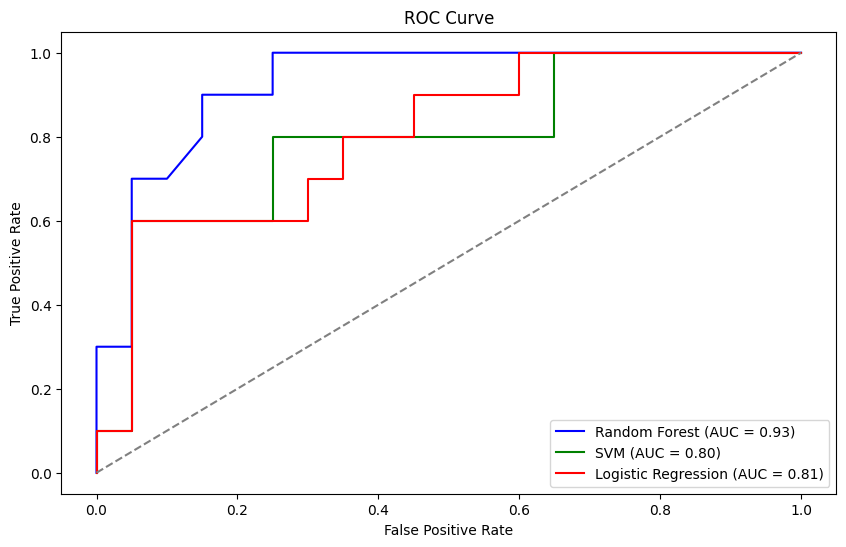 ROC Curve
1.0
0.8
0.6
0.4
0.2
0.0
True Positive Rate
Random Forest (AUC = 0.93)
SVM (AUC = 0.80)
Logistic Regression (AUC = 0.81)
0.0 0.2 0.4 0.6 0.8 1.0
False Positive Rate